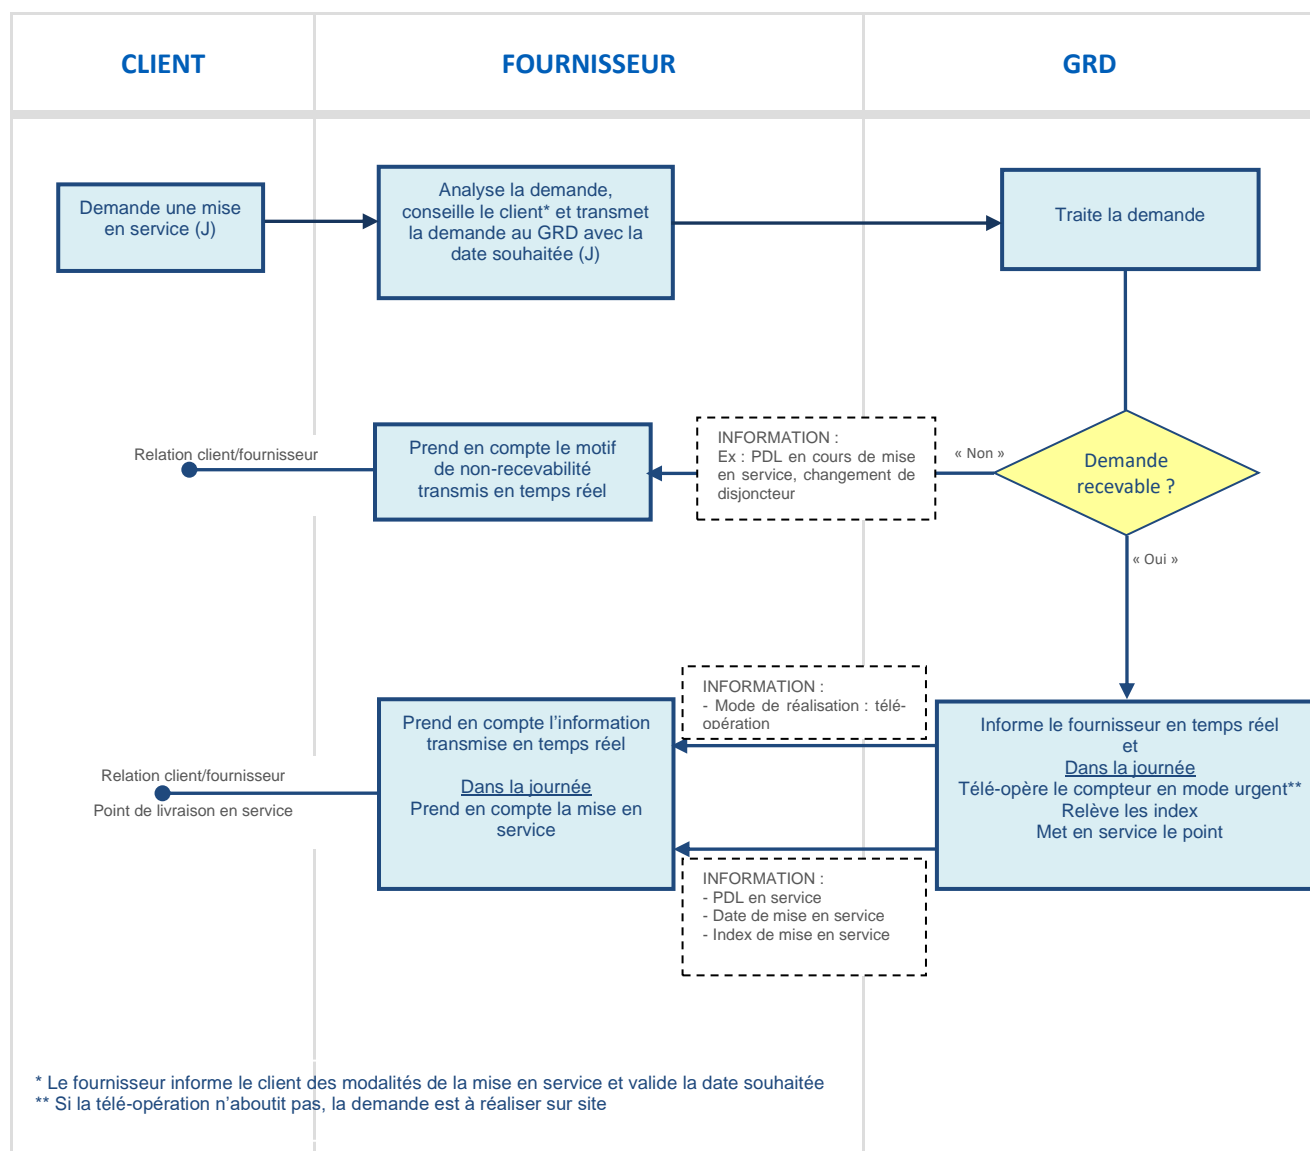 CLIENT
FOURNISSEUR
GRD
Demande une mise
en service (J)
Analyse la demande,
conseille le client* et transmet
la demande au GRD avec la
date souhaitée (J)
Traite la demande
Relation client/fournisseur
Prend en compte le motif
de non-recevabilité
transmis en temps réel
INFORMATION :
Ex : PDL en cours de mise
en service, changement de
disjoncteur
« Non »
Demande
recevable ?
« Oui »
INFORMATION :
- Mode de réalisation : télé-
opération
Prend en compte l’information
transmise en temps réel
Dans la journée
Prend en compte la mise en
service
Informe le fournisseur en temps réel
et
Dans la journée
Télé-opère le compteur en mode urgent**
Relève les index
Met en service le point
Relation client/fournisseur
Point de livraison en service
INFORMATION :
- PDL en service
- Date de mise en service
- Index de mise en service
* Le fournisseur informe le client des modalités de la mise en service et valide la date souhaitée
** Si la télé-opération n’aboutit pas, la demande est à réaliser sur site